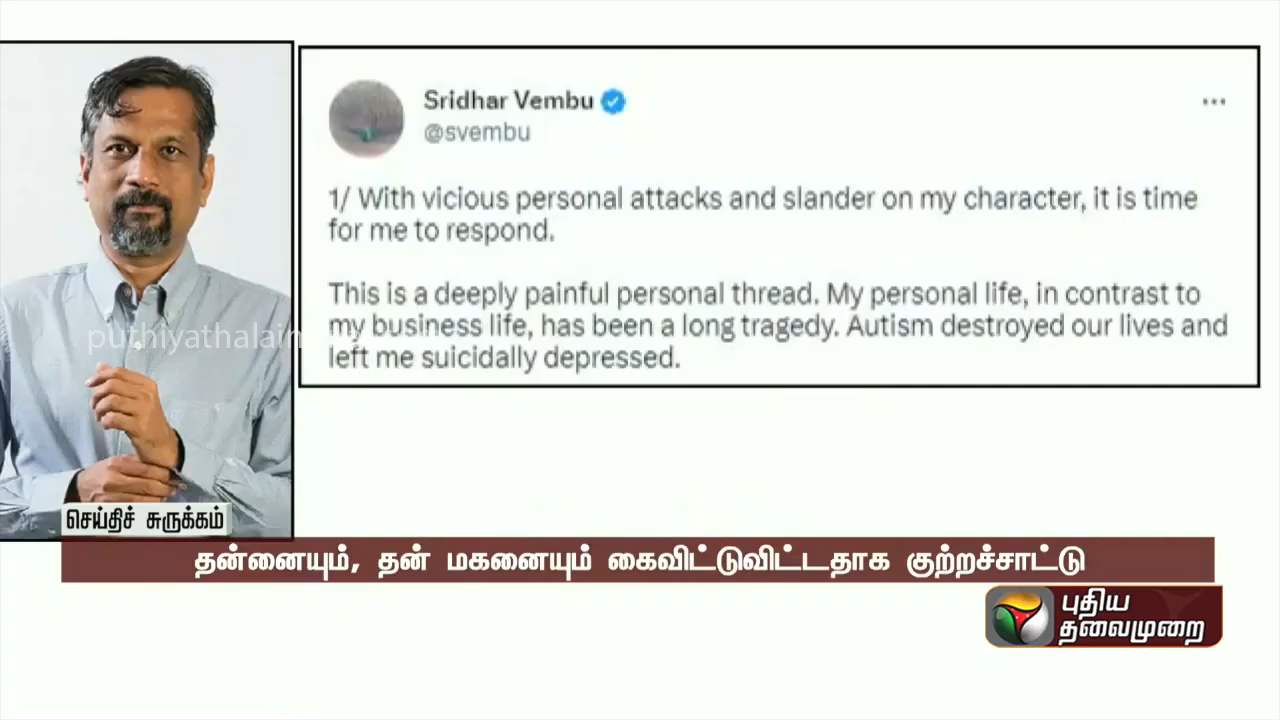 Sridhar Vembu
@svembu
1/ With vicious personal attacks and slander on my character, it is time
for me to respond.
This is a deeply painful personal thread. My personal life, in contrast to
my business life, has been a long tragedy. Autism destroyed our lives and
left me suicidally depressed.
puthiyathalaim
செய்திச் சுருக்கம்
தன்னையும், தன் மகனையும் கைவிட்டுவிட்டதாக குற்றச்சாட்டு
புதிய
தலைமுறை